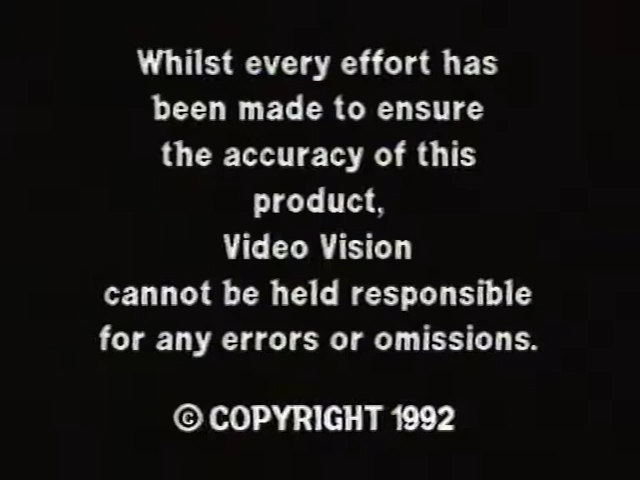 Whilst every effort has
been made to ensure
the accuracy of this
product,
Video Vision
cannot be held responsible
for any errors or omissions.
© COPYRIGHT 1992